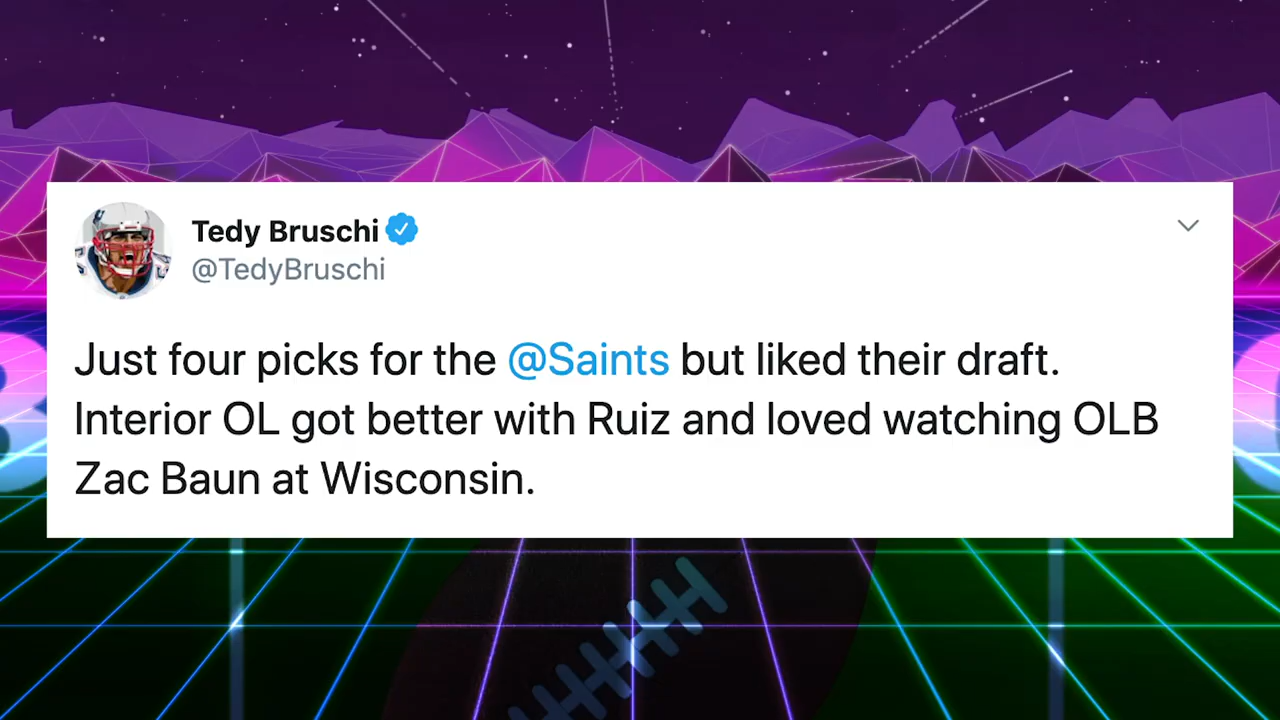 Tedy Bruschi
@TedyBruschi
Just four picks for the @Saints but liked their draft.
Interior OL got better with Ruiz and loved watching OLB
Zac Baun at Wisconsin.